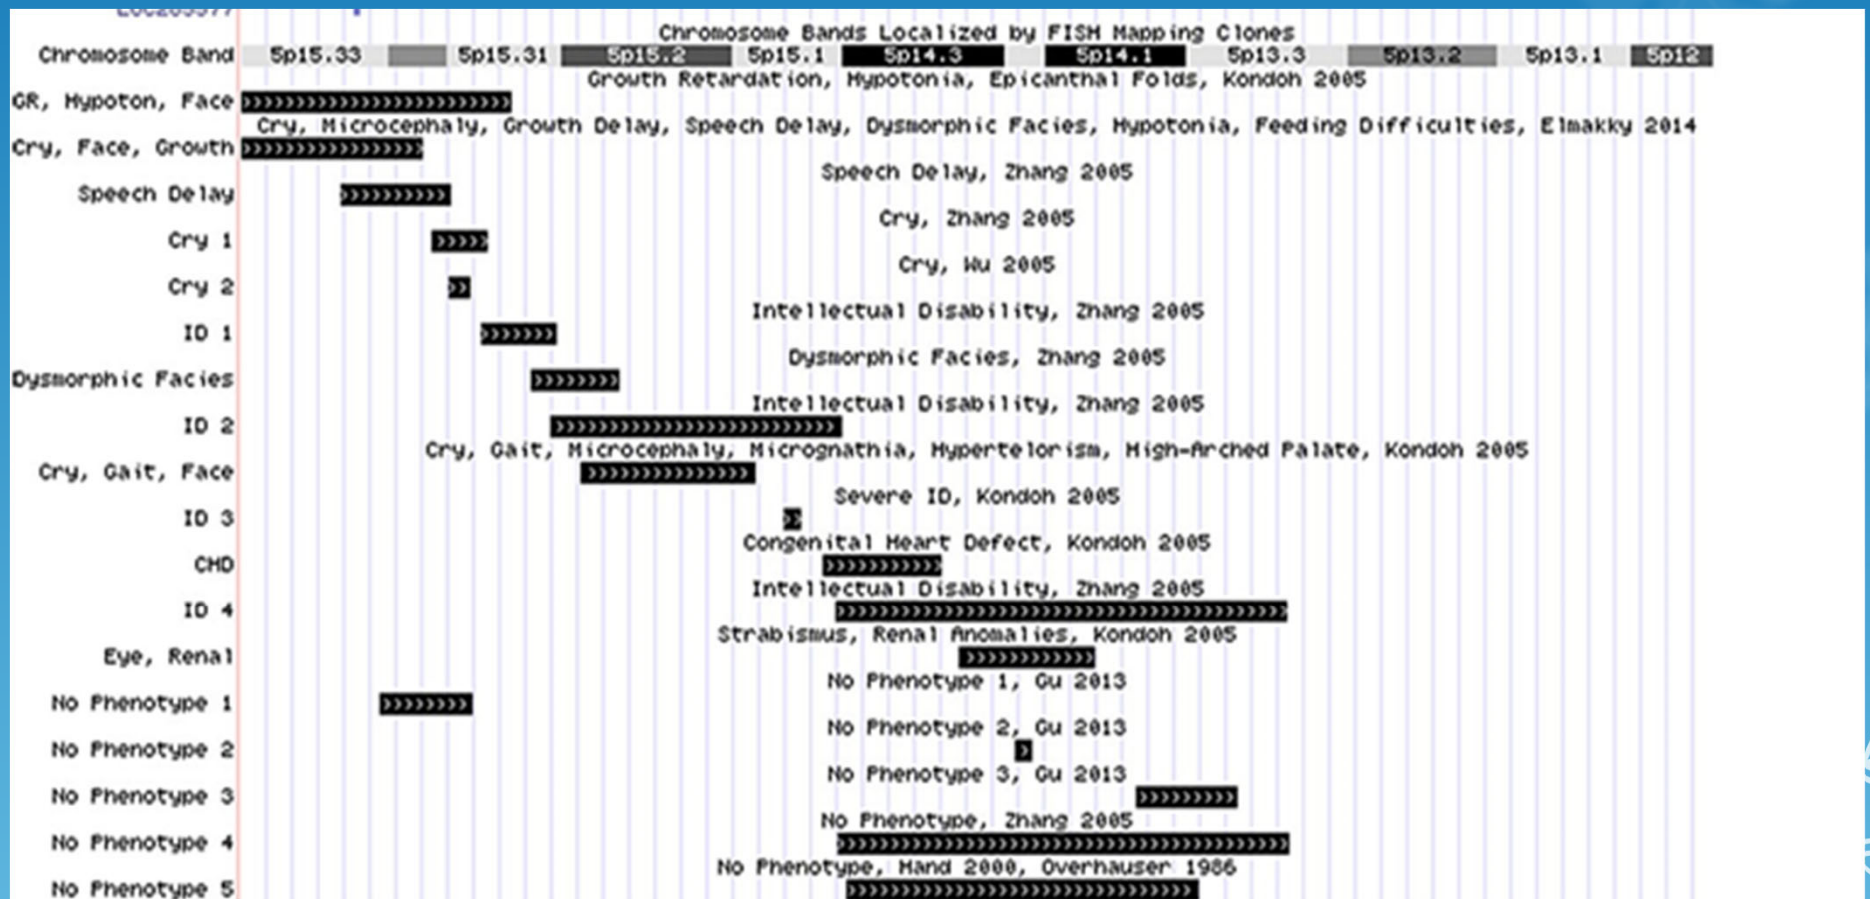 Chromosome Bands Localized by FISH Mapping Clones
Chromosome Band 5p15.33 5p15.31 5p15.2 5p15.1 5p14.3 5p14.1 5p13.3 5p13.2 5p13.1 5p12
Growth Retardation, Hypotonia, Epicanthal Folds, Kondoh 2005
GR, Hypoton, Face
Cry, Microcephaly, Growth Delay, Speech Delay, Dysmorphic Facies, Hypotonia, Feeding Difficulties, Elmakky 2014
Cry, Face, Growth
Speech Delay, Zhang 2005
Speech Delay
Cry, Zhang 2005
Cry 1
Cry, Wu 2005
Cry 2
Intellectual Disability, Zhang 2005
ID 1
Dysmorphic Facies, Zhang 2005
Dysmorphic Facies
Intellectual Disability, Zhang 2005
ID 2
Cry, Gait, Microcephaly, Micrognathia, Hypertelorism, High-Arched Palate, Kondoh 2005
Cry, Gait, Face
Severe ID, Kondoh 2005
ID 3
Congenital Heart Defect, Kondoh 2005
CHD
Intellectual Disability, Zhang 2005
ID 4
Strabismus, Renal Anomalies, Kondoh 2005
Eye, Renal
No Phenotype 1, Gu 2013
No Phenotype 1
No Phenotype 2, Gu 2013
No Phenotype 2
No Phenotype 3, Gu 2013
No Phenotype 3
No Phenotype, Zhang 2005
No Phenotype 4
No Phenotype, Hand 2000, Overhauser 1986
No Phenotype 5